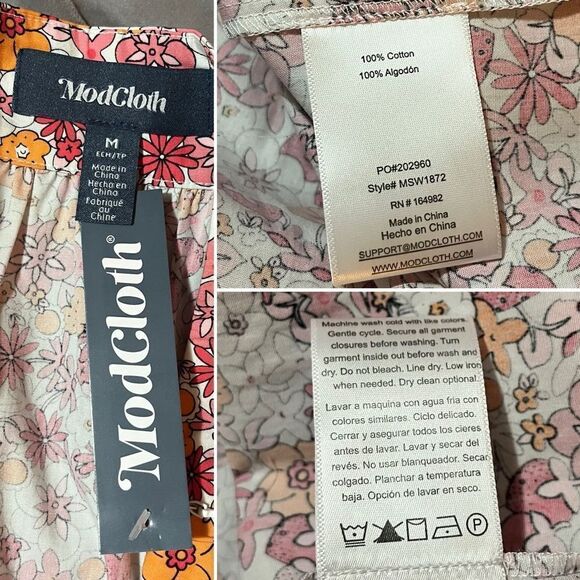 ModCloth
M
ECH/TP
Made in
China
Hecho en
China
Fabriqué
au
Chine
ModCloth®
100% Cotton
100% Algodón
PO#202960
Style# MSW1872
RN # 164982
Made in China
Hecho en China
SUPPORT@MODCLOTH.COM
WWW.MODCLOTH.COM
Machine wash cold with like colors.
Gentle cycle. Secure all garment
closures before washing. Turn
garment inside out before wash and
dry. Do not bleach. Line dry. Low iron
when needed. Dry clean optional.
Lavar a maquina con agua fria con
colores similares. Ciclo delicado.
Cerrar y asegurar todos los cierres
antes de lavar. Lavar y secar del
revés. No usar blanqueador. Secar
colgado. Planchar a temperatura
baja. Opción de lavar en seco.
P